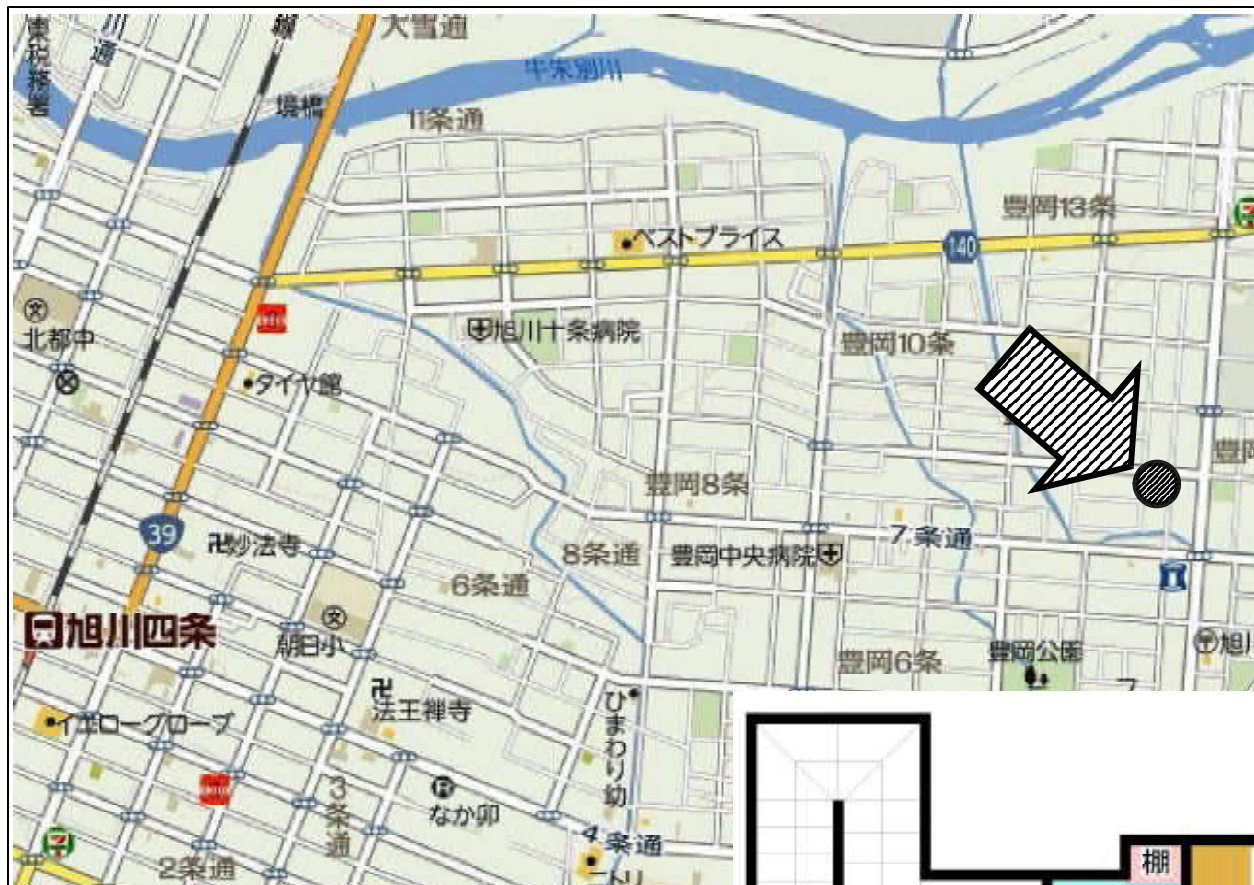 東税務署
通
大雪通
牛朱別川
境橋
11条通
豊岡13条
ベストプライス
140
北都中
旭川十条病院
豊岡10条
タイヤ館
豊岡8条
39
卍妙法寺
8条通
豊岡中央病院
7条通
6条通
旭川四条
朝日小
豊岡6条
豊岡公園
卍
法王禅寺
イエローグローブ
ひまわり幼
3条通
なか卯
4条通
2条通
棚